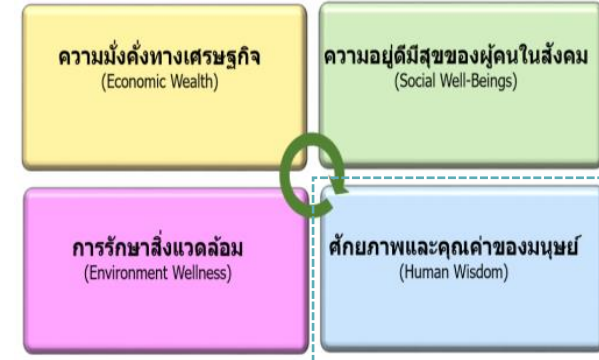 ความมั่งคั่งทางเศรษฐกิจ
(Economic Wealth)
ความอยู่ดีมีสุขของผู้คนในสังคม
(Social Well-Beings)
การรักษาสิ่งแวดล้อม
(Environment Wellness)
ศักยภาพและคุณค่าของมนุษย์
(Human Wisdom)